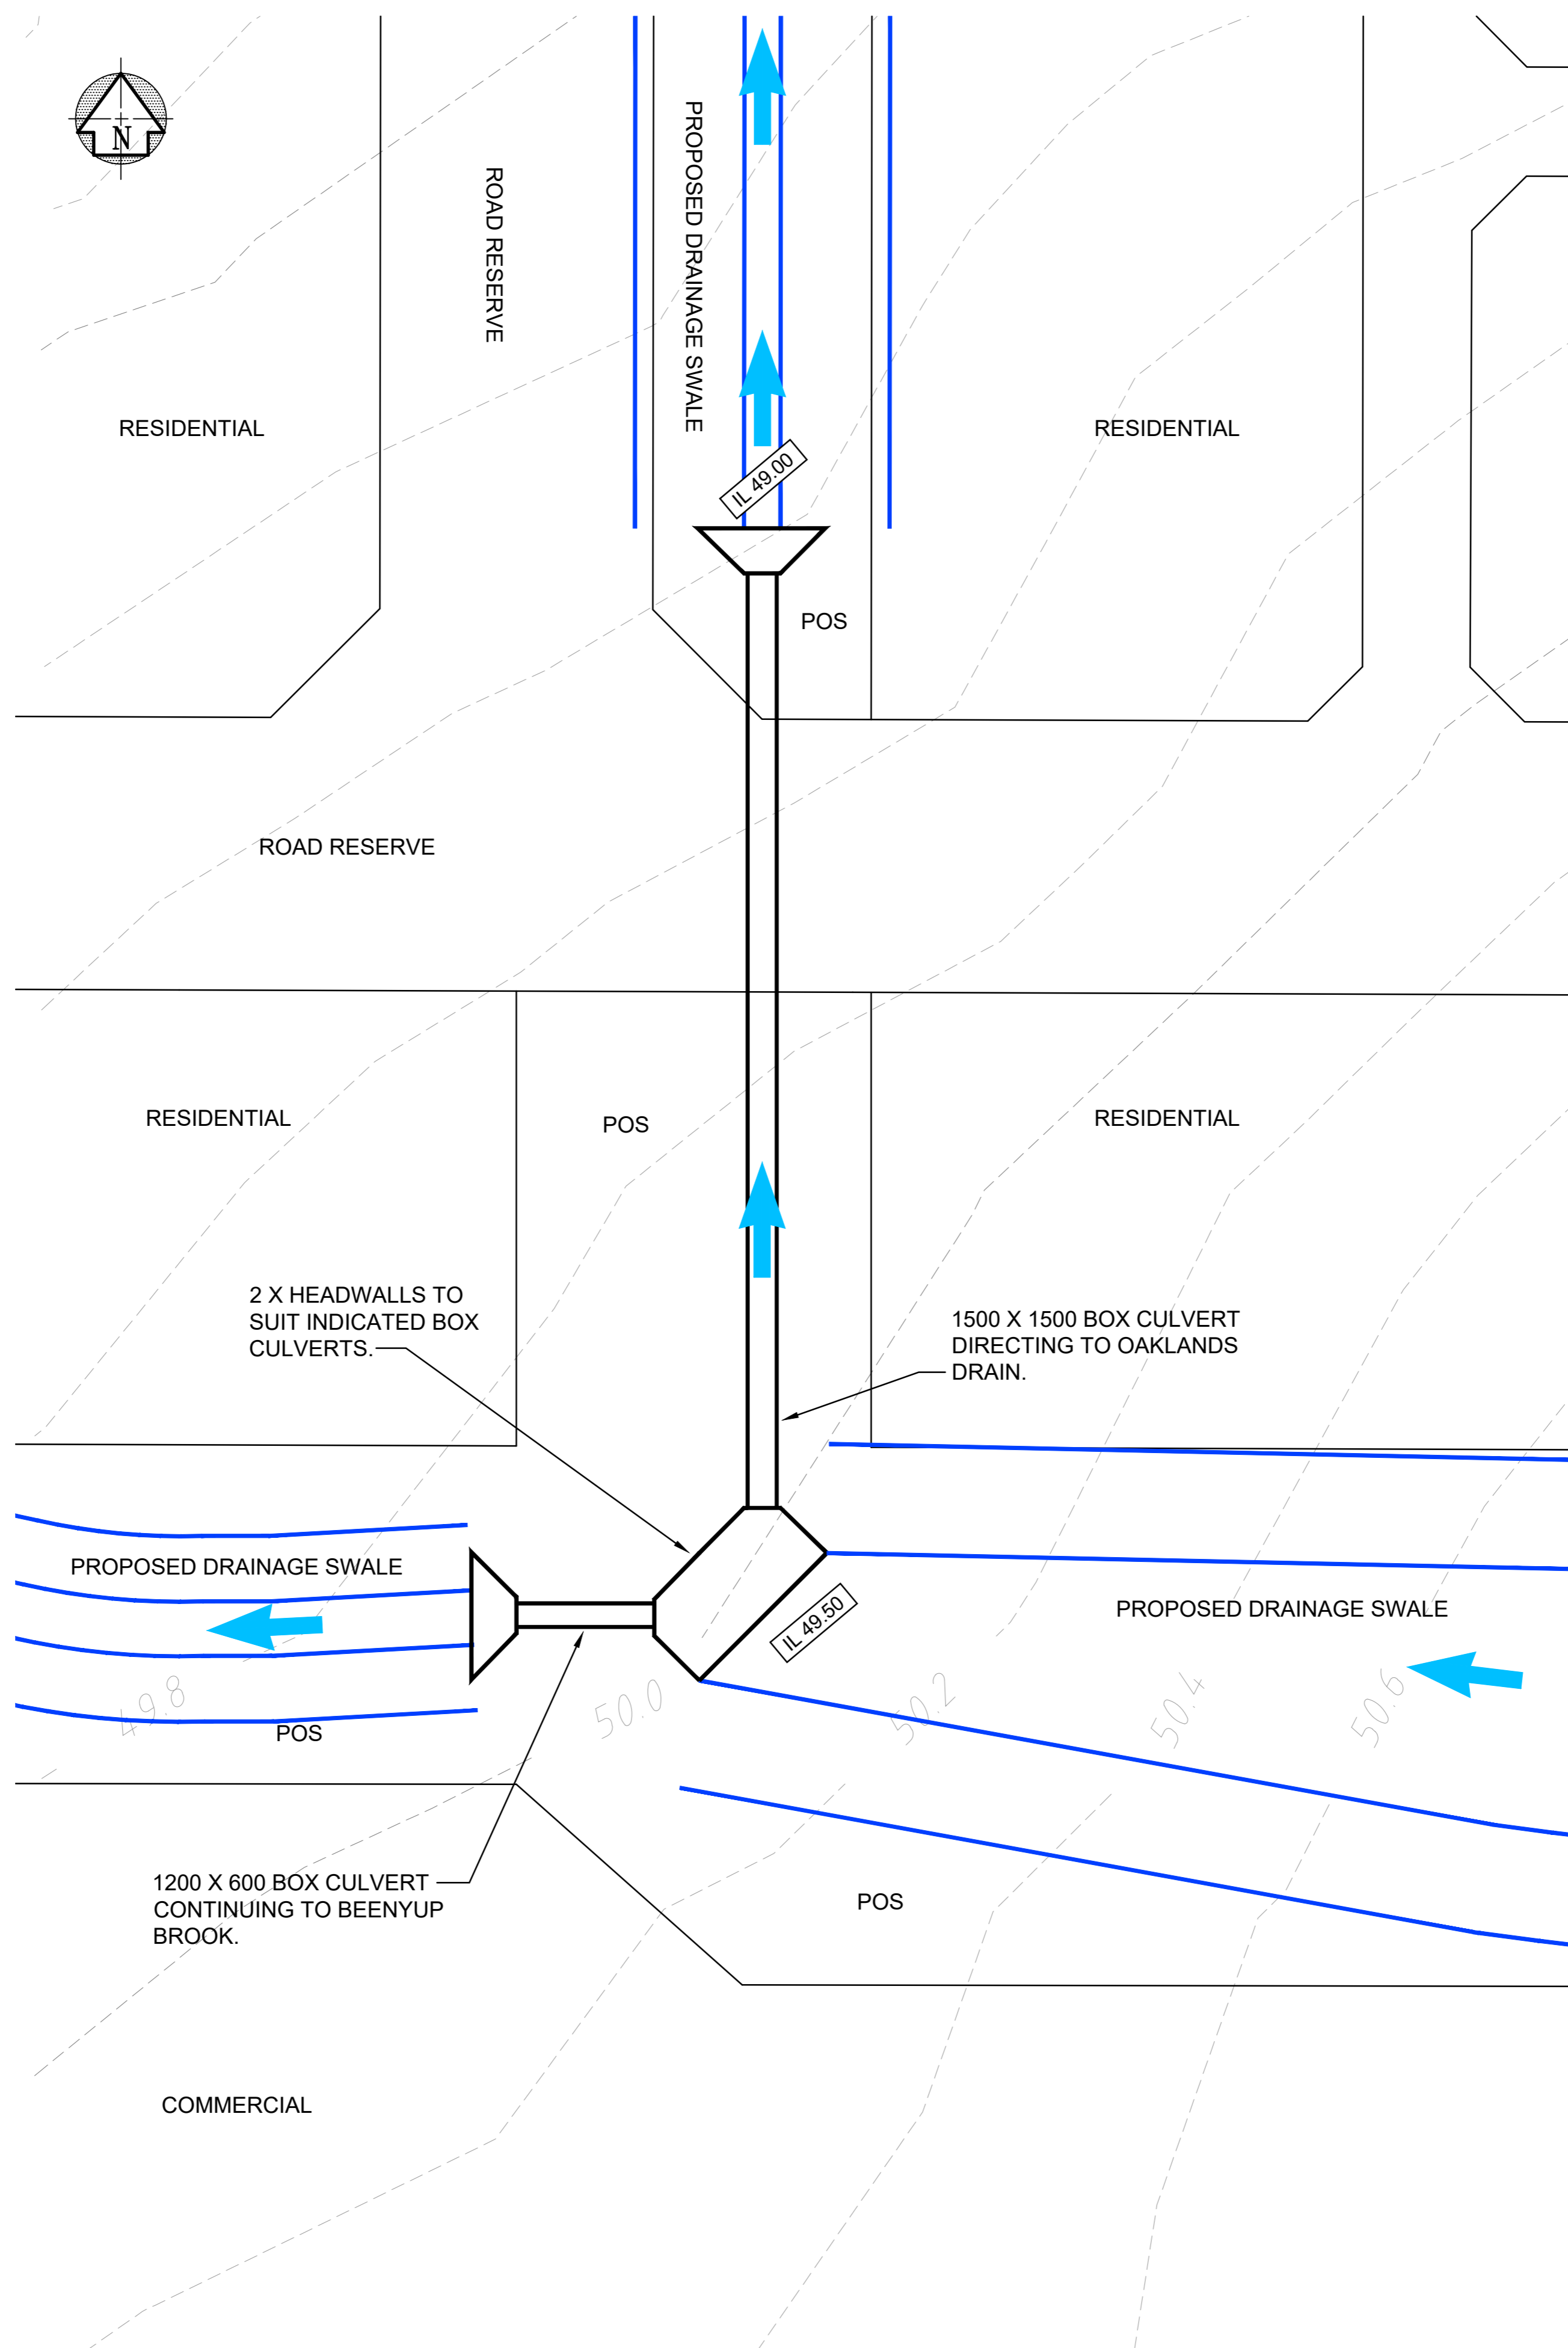 N
PROPOSED DRAINAGE SWALE
ROAD RESERVE
RESIDENTIAL
RESIDENTIAL
IL 49.00
POS
ROAD RESERVE
RESIDENTIAL
POS
RESIDENTIAL
2 X HEADWALLS TO
SUIT INDICATED BOX
CULVERTS.
1500 X 1500 BOX CULVERT
DIRECTING TO OAKLANDS
DRAIN.
PROPOSED DRAINAGE SWALE
IL 49.50
PROPOSED DRAINAGE SWALE
49.8
50.0
50.2
50.4
50.6
POS
1200 X 600 BOX CULVERT
CONTINUING TO BEENYUP
BROOK.
POS
COMMERCIAL